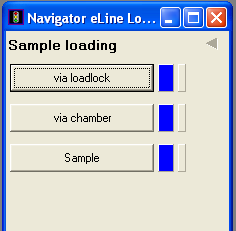 Navigator eLine Lo...
Sample loading
via loadlock
via chamber
Sample